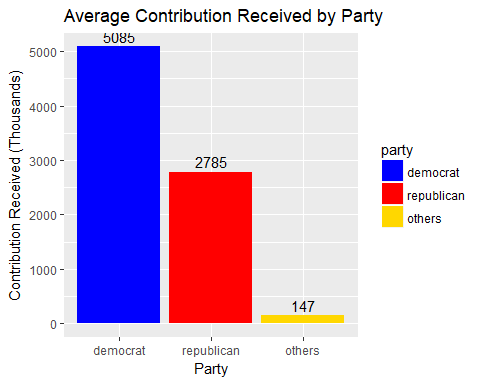 Average Contribution Received by Party
Contribution Received (Thousands)
5000
4000
3000
2000
1000
0
5085
2785
147
democrat
republican
others
Party
party
democrat
republican
others